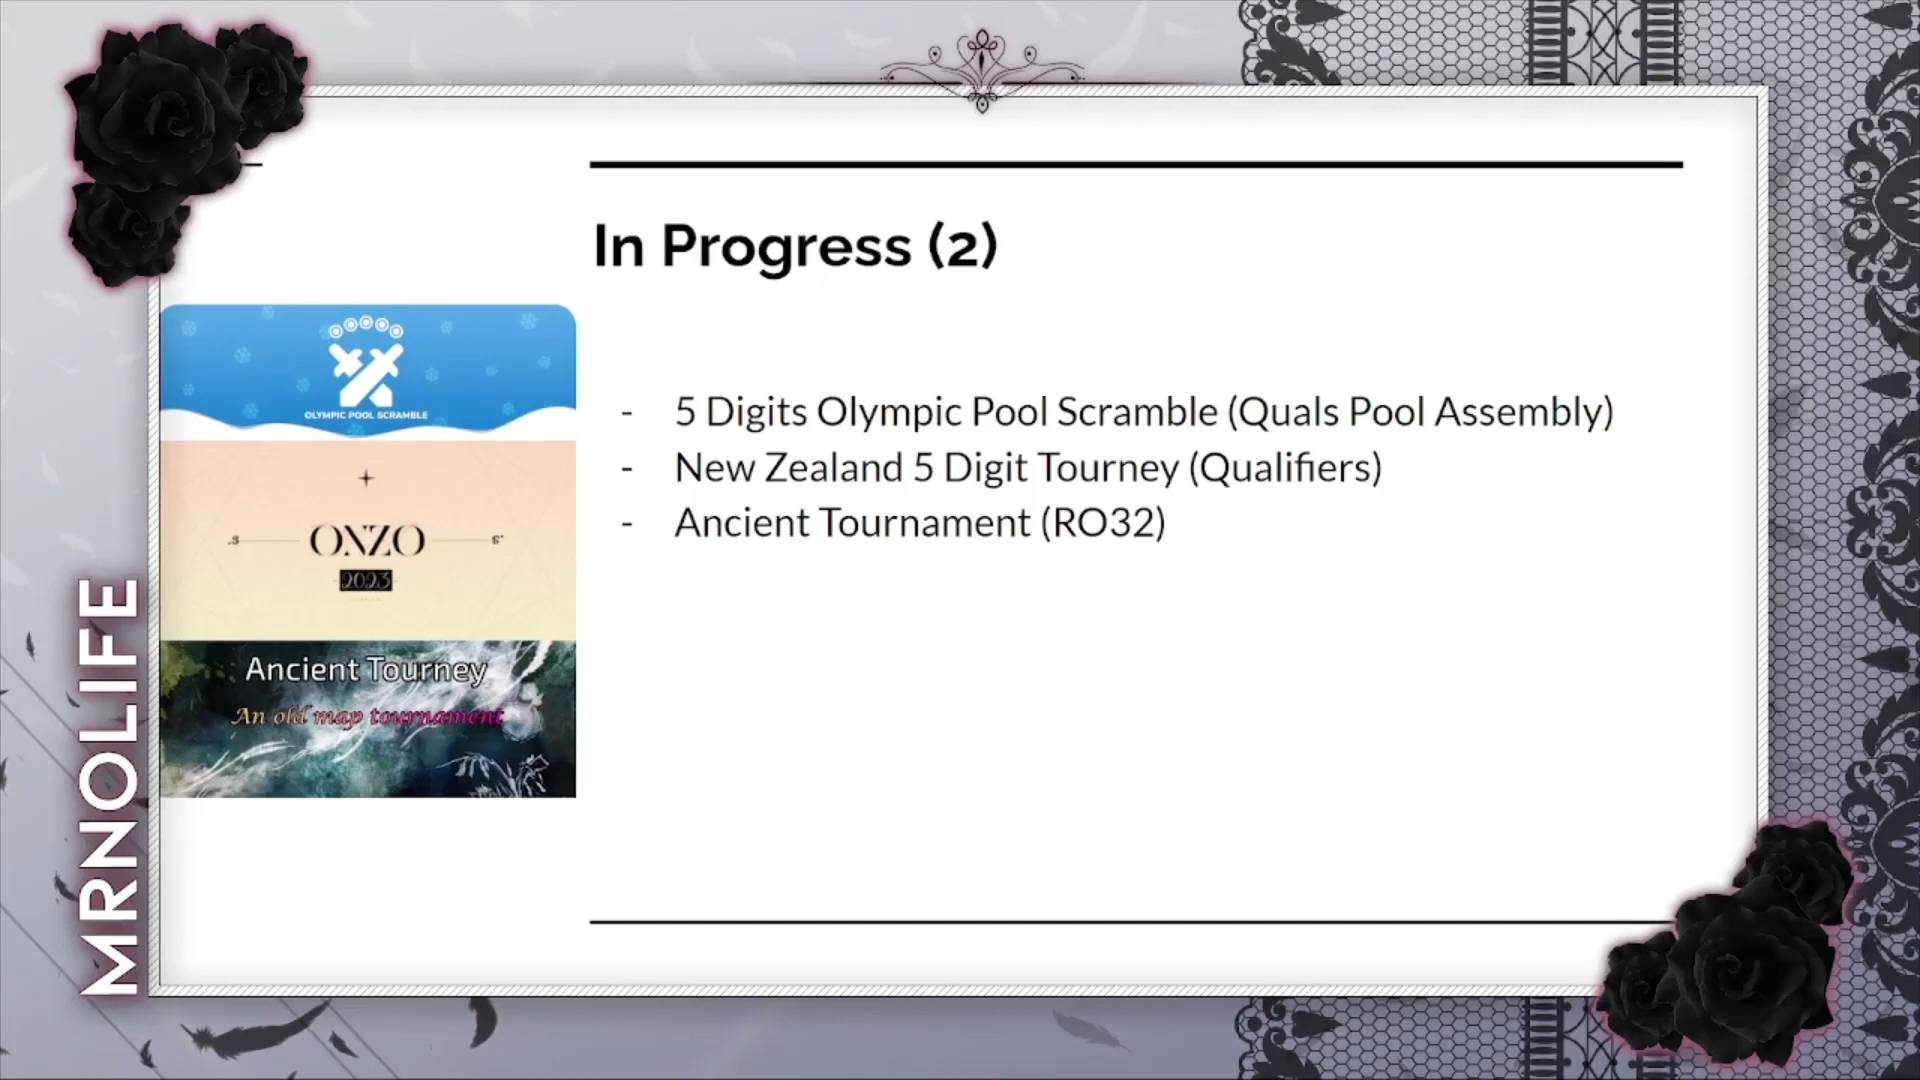 In Progress (2)
OLYMPIC POOL SCRAMBLE
ONZO
2023
Ancient Tourney
An old map tournament
- 5 Digits Olympic Pool Scramble (Quals Pool Assembly)
- New Zealand 5 Digit Tourney (Qualifiers)
- Ancient Tournament (RO32)
MRNOLIFE